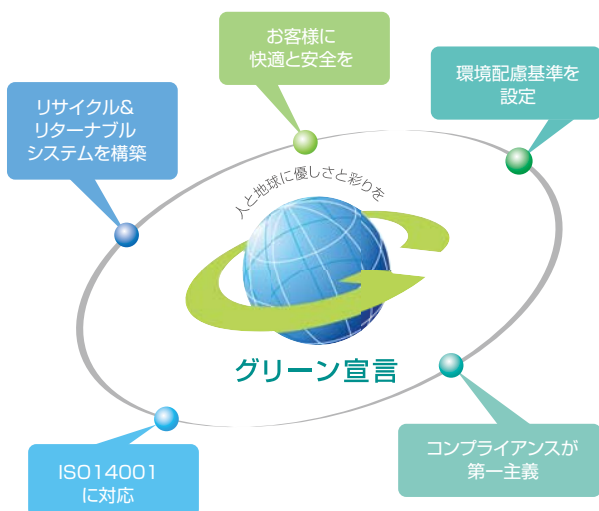 お客様に
快適と安全を
環境配慮基準を
設定
リサイクル&
リターナブル
システムを構築
人と地球に優しさと彩りを
グリーン宣言
コンプライアンスが
第一主義
ISO14001
に対応